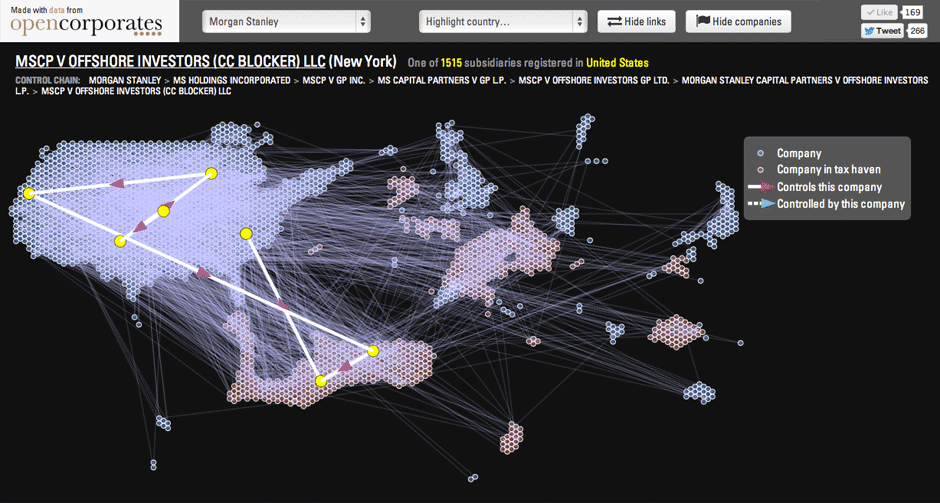 Made with data from
opencorporates
Morgan Stanley
Highlight country...
Hide links
Hide companies
Like
169
Tweet
266
MSCP V OFFSHORE INVESTORS (CC BLOCKER) LLC (New York) One of 1515 subsidiaries registered in United States
CONTROL CHAIN: MORGAN STANLEY > MS HOLDINGS INCORPORATED > MSCP V GP INC. > MS CAPITAL PARTNERS V GP L.P. > MSCP V OFFSHORE INVESTORS GP LTD. > MORGAN STANLEY CAPITAL PARTNERS V OFFSHORE INVESTORS
L.P. > MSCP V OFFSHORE INVESTORS (CC BLOCKER) LLC
Company
Company in tax haven
Controls this company
Controlled by this company